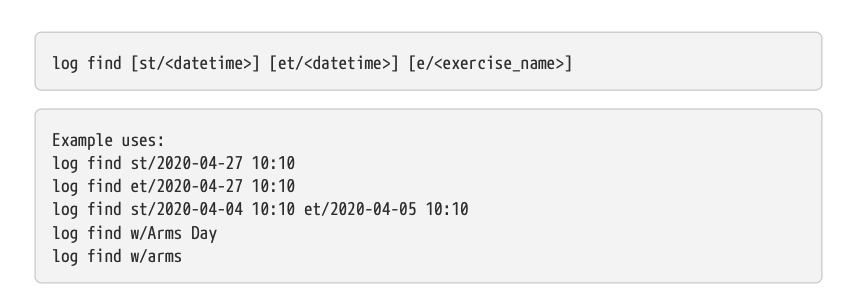 log find [st/<datetime>] [et/<datetime>] [e/<exercise_name>]
Example uses:
log find st/2020-04-27 10:10
log find et/2020-04-27 10:10
log find st/2020-04-04 10:10 et/2020-04-05 10:10
log find w/Arms Day
log find w/arms